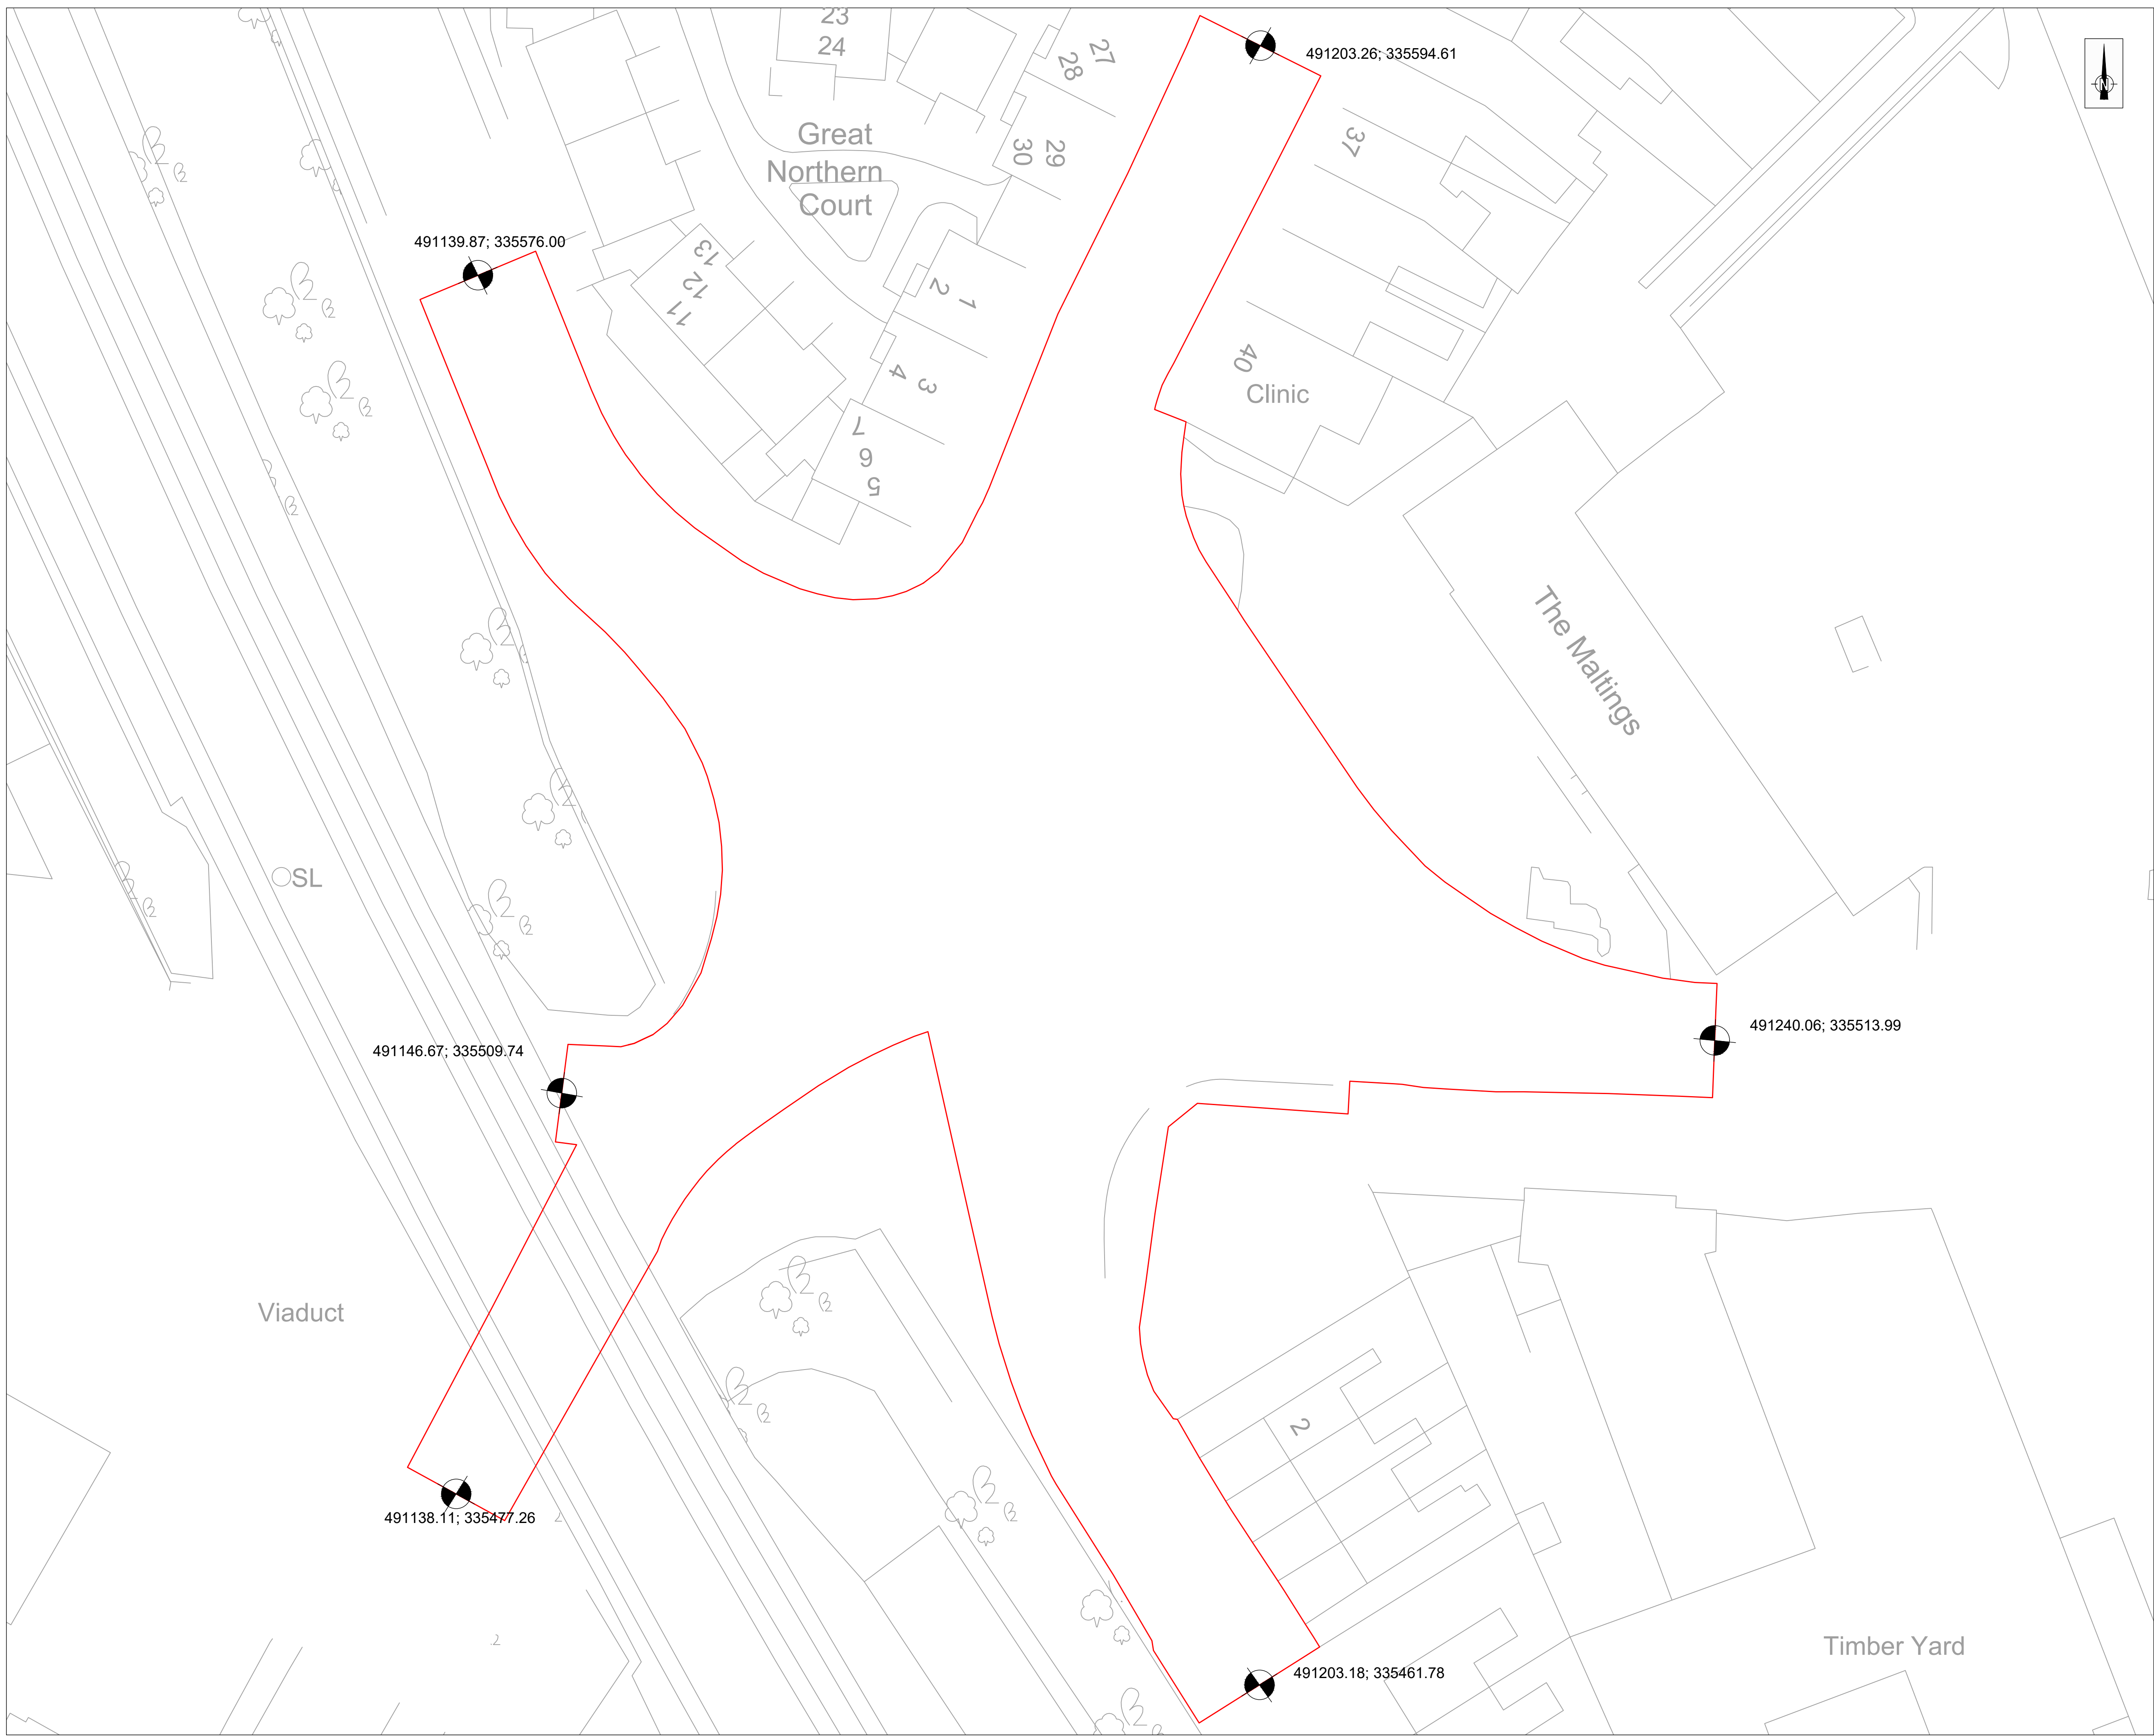 23
24
27
28
29
30
491203.26; 335594.61
N
37
Great
Northern
Court
491139.87; 335576.00
13
12
11
1
2
3
4
7
6
5
40
Clinic
The Maltings
SL
491240.06; 335513.99
491146.67; 335509.74
Viaduct
2
491138.11; 335477.26
491203.18; 335461.78
Timber Yard